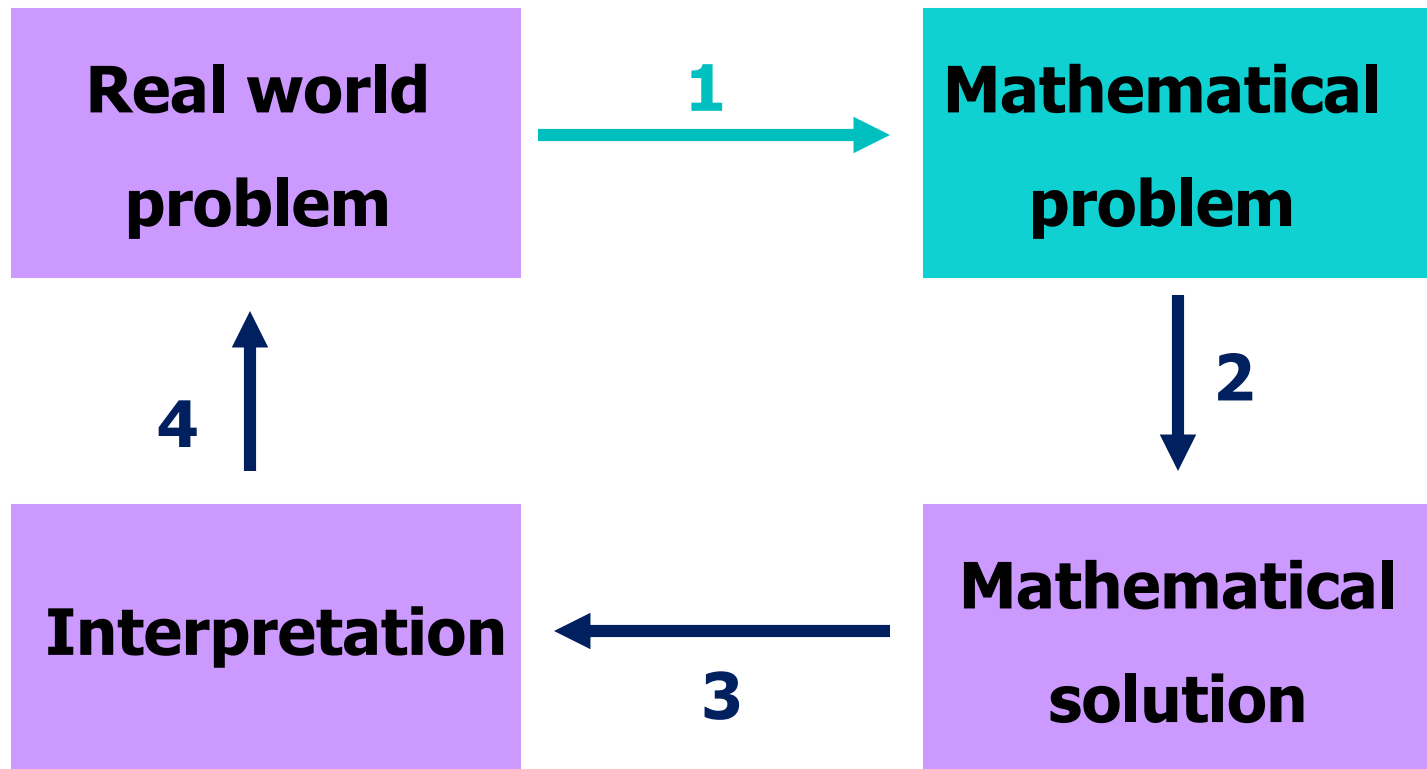 Real world
problem
1
Mathematical
problem
2
4
Interpretation
3
Mathematical
solution